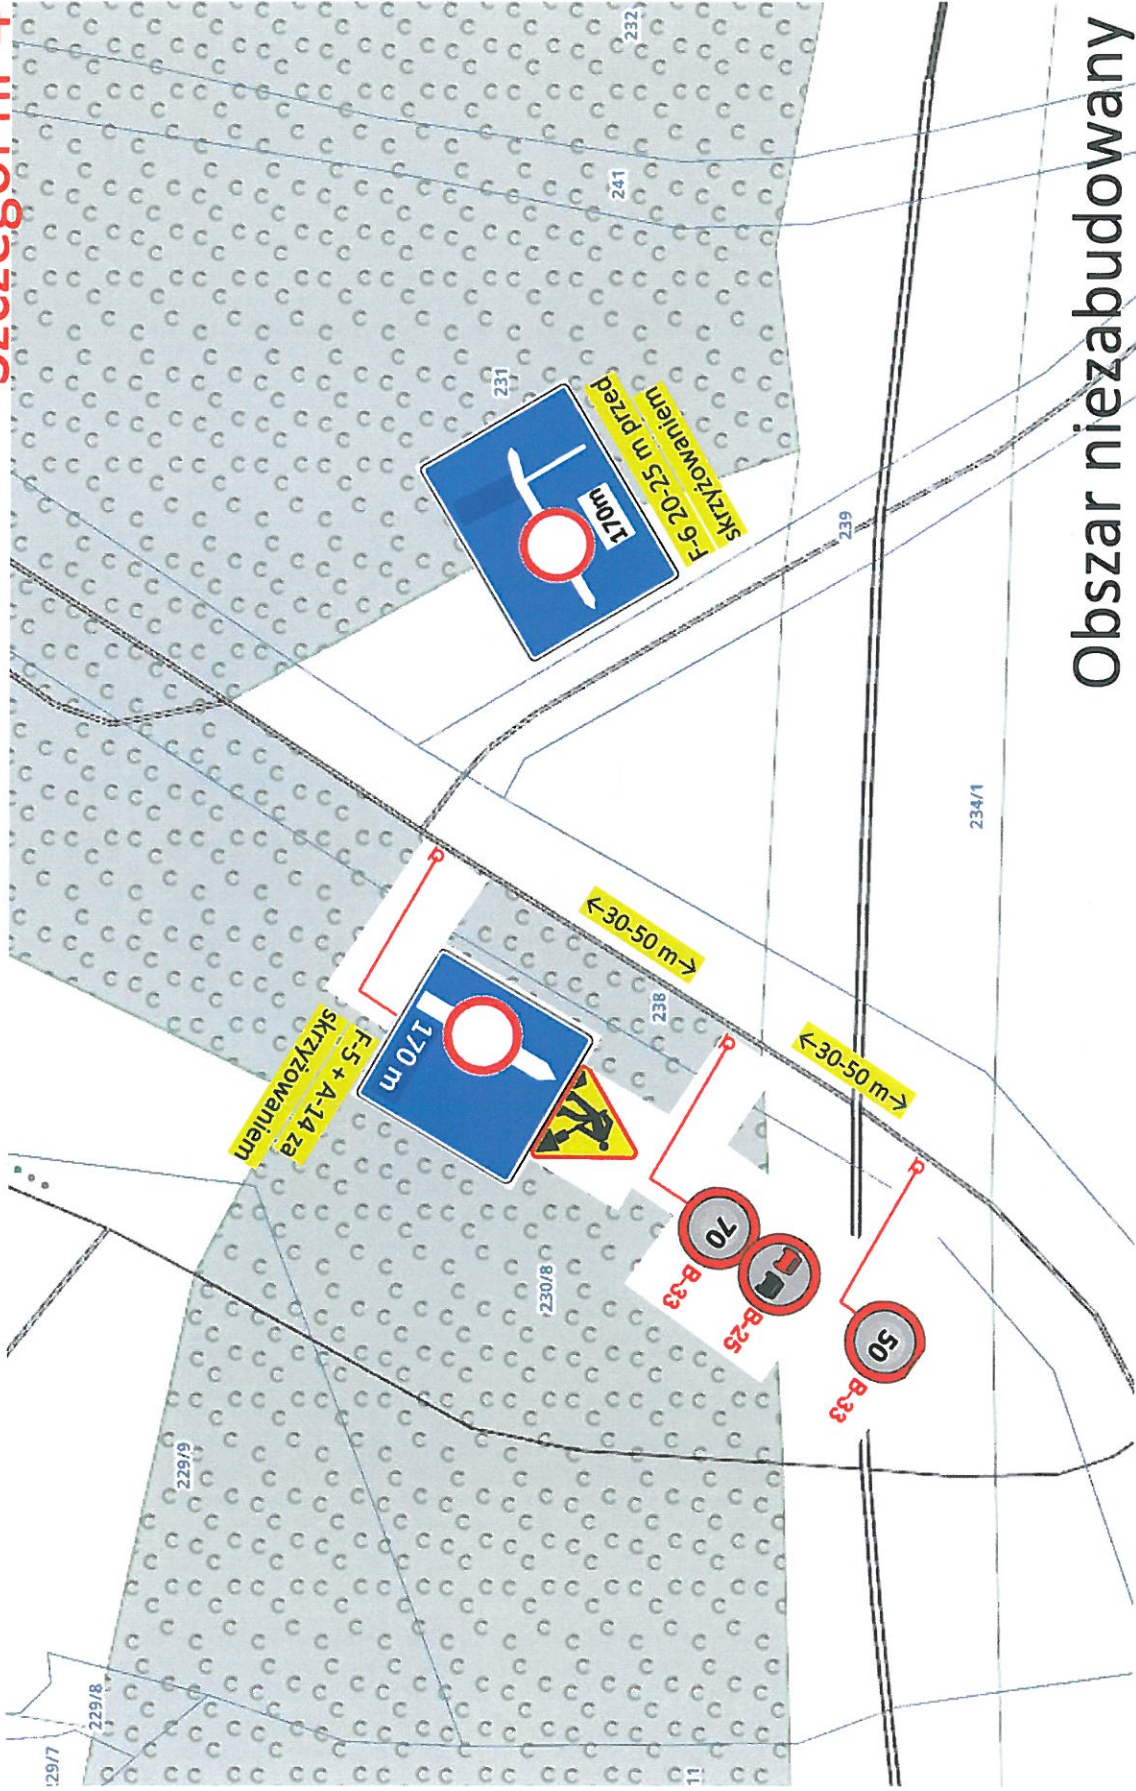 Obszar niezabudowany
232
241
231
F-6 20-25 m przed
skrzyżowaniem
170m
239
234/1
←30-50 m→
←30-50 m→
238
170 m
F-5 + A-14 za
skrzyżowaniem
70
B-33
B-25
50
B-33
230/8
229/9
229/8
229/7
11